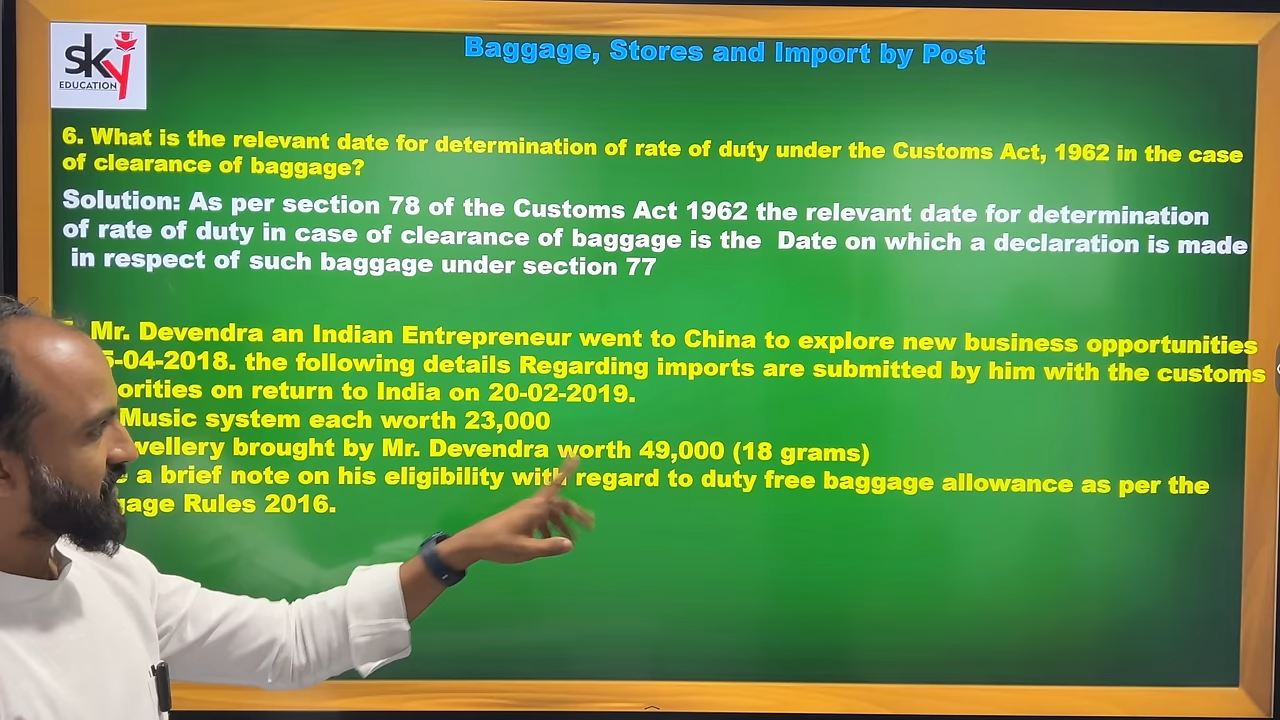 sky
EDUCATION
Baggage, Stores and Import by Post
6. What is the relevant date for determination of rate of duty under the Customs Act, 1962 in the case
of clearance of baggage?
Solution: As per section 78 of the Customs Act 1962 the relevant date for determination
of rate of duty in case of clearance of baggage is the Date on which a declaration is made
in respect of such baggage under section 77
Mr. Devendra an Indian Entrepreneur went to China to explore new business opportunities
-04-2018. the following details Regarding imports are submitted by him with the customs
orities on return to India on 20-02-2019.
Music system each worth 23,000
vellery brought by Mr. Devendra worth 49,000 (18 grams)
a brief note on his eligibility with regard to duty free baggage allowance as per the
gage Rules 2016.